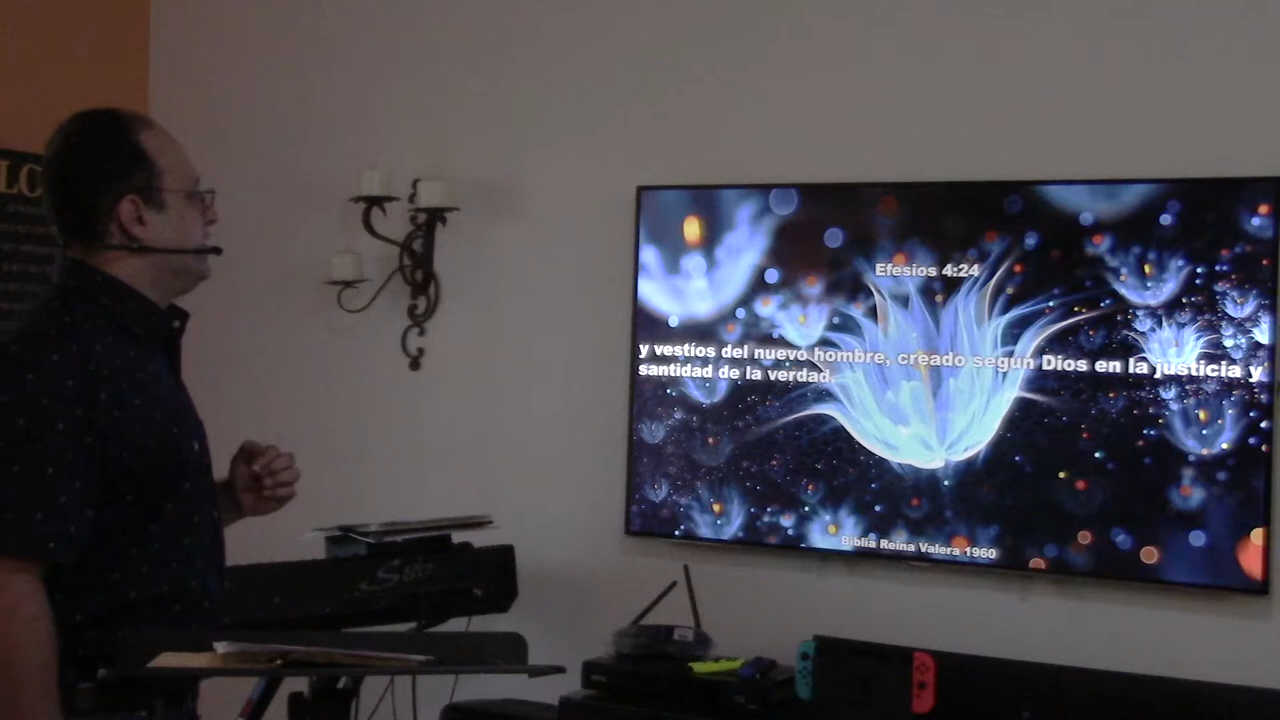 LC
Efesios 4:24
y vestíos del nuevo hombre, creado según Dios en la justicia y
santidad de la verdad.
Biblia Reina Valera 1960